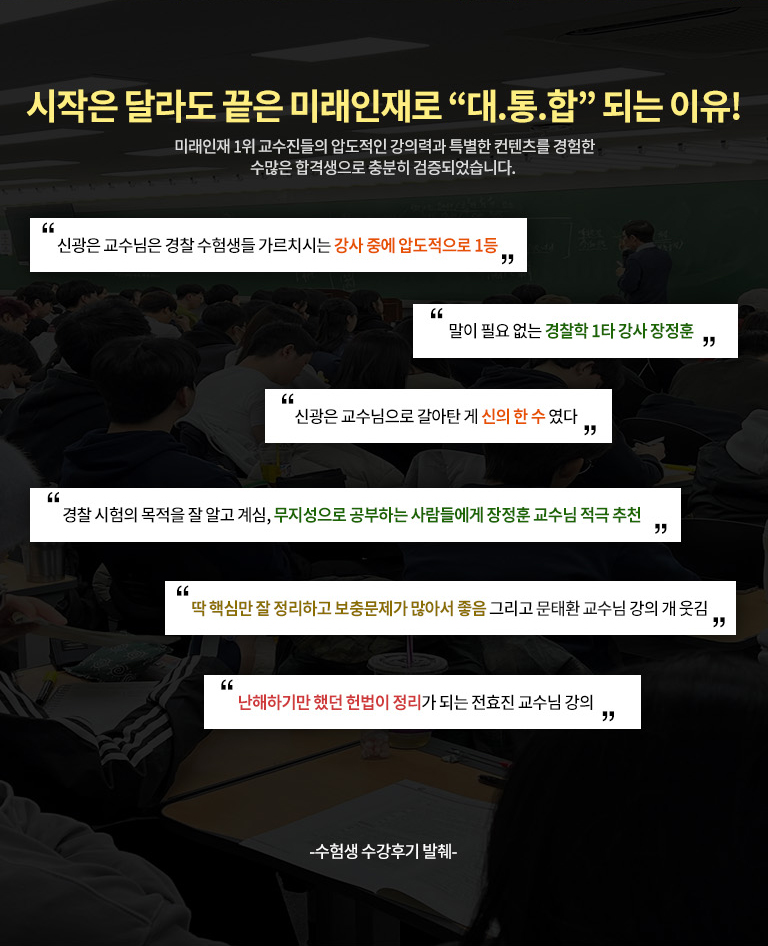 시작은 달라도 끝은 미래인재로 “대.통.합” 되는 이유!
미래인재 1위 교수진들의 압도적인 강의력과 특별한 컨텐츠를 경험한
수많은 합격생으로 충분히 검증되었습니다.
“신광은 교수님은 경찰 수험생들 가르치시는 강사 중에 압도적으로 1등”
“말이 필요 없는 경찰학 1타 강사 장정훈”
“신광은 교수님으로 갈아탄 게 신의 한 수 였다”
“경찰 시험의 목적을 잘 알고 계심, 무지성으로 공부하는 사람들에게 장정훈 교수님 적극 추천”
“딱 핵심만 잘 정리하고 보충문제가 많아서 좋음 그리고 문태환 교수님 강의 개 웃김”
“난해하기만 했던 헌법이 정리가 되는 전효진 교수님 강의”
-수험생 수강후기 발췌-